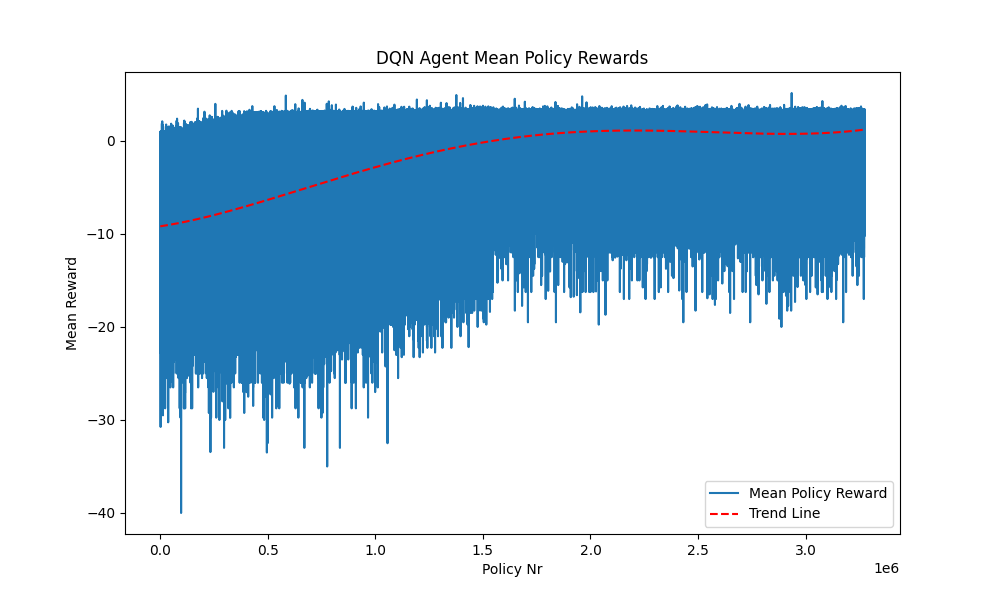 DQN Agent Mean Policy Rewards
Mean Reward
0
−10
−20
−30
−40
Mean Policy Reward
Trend Line
0.0 0.5 1.0 1.5 2.0 2.5 3.0
1e6
Policy Nr